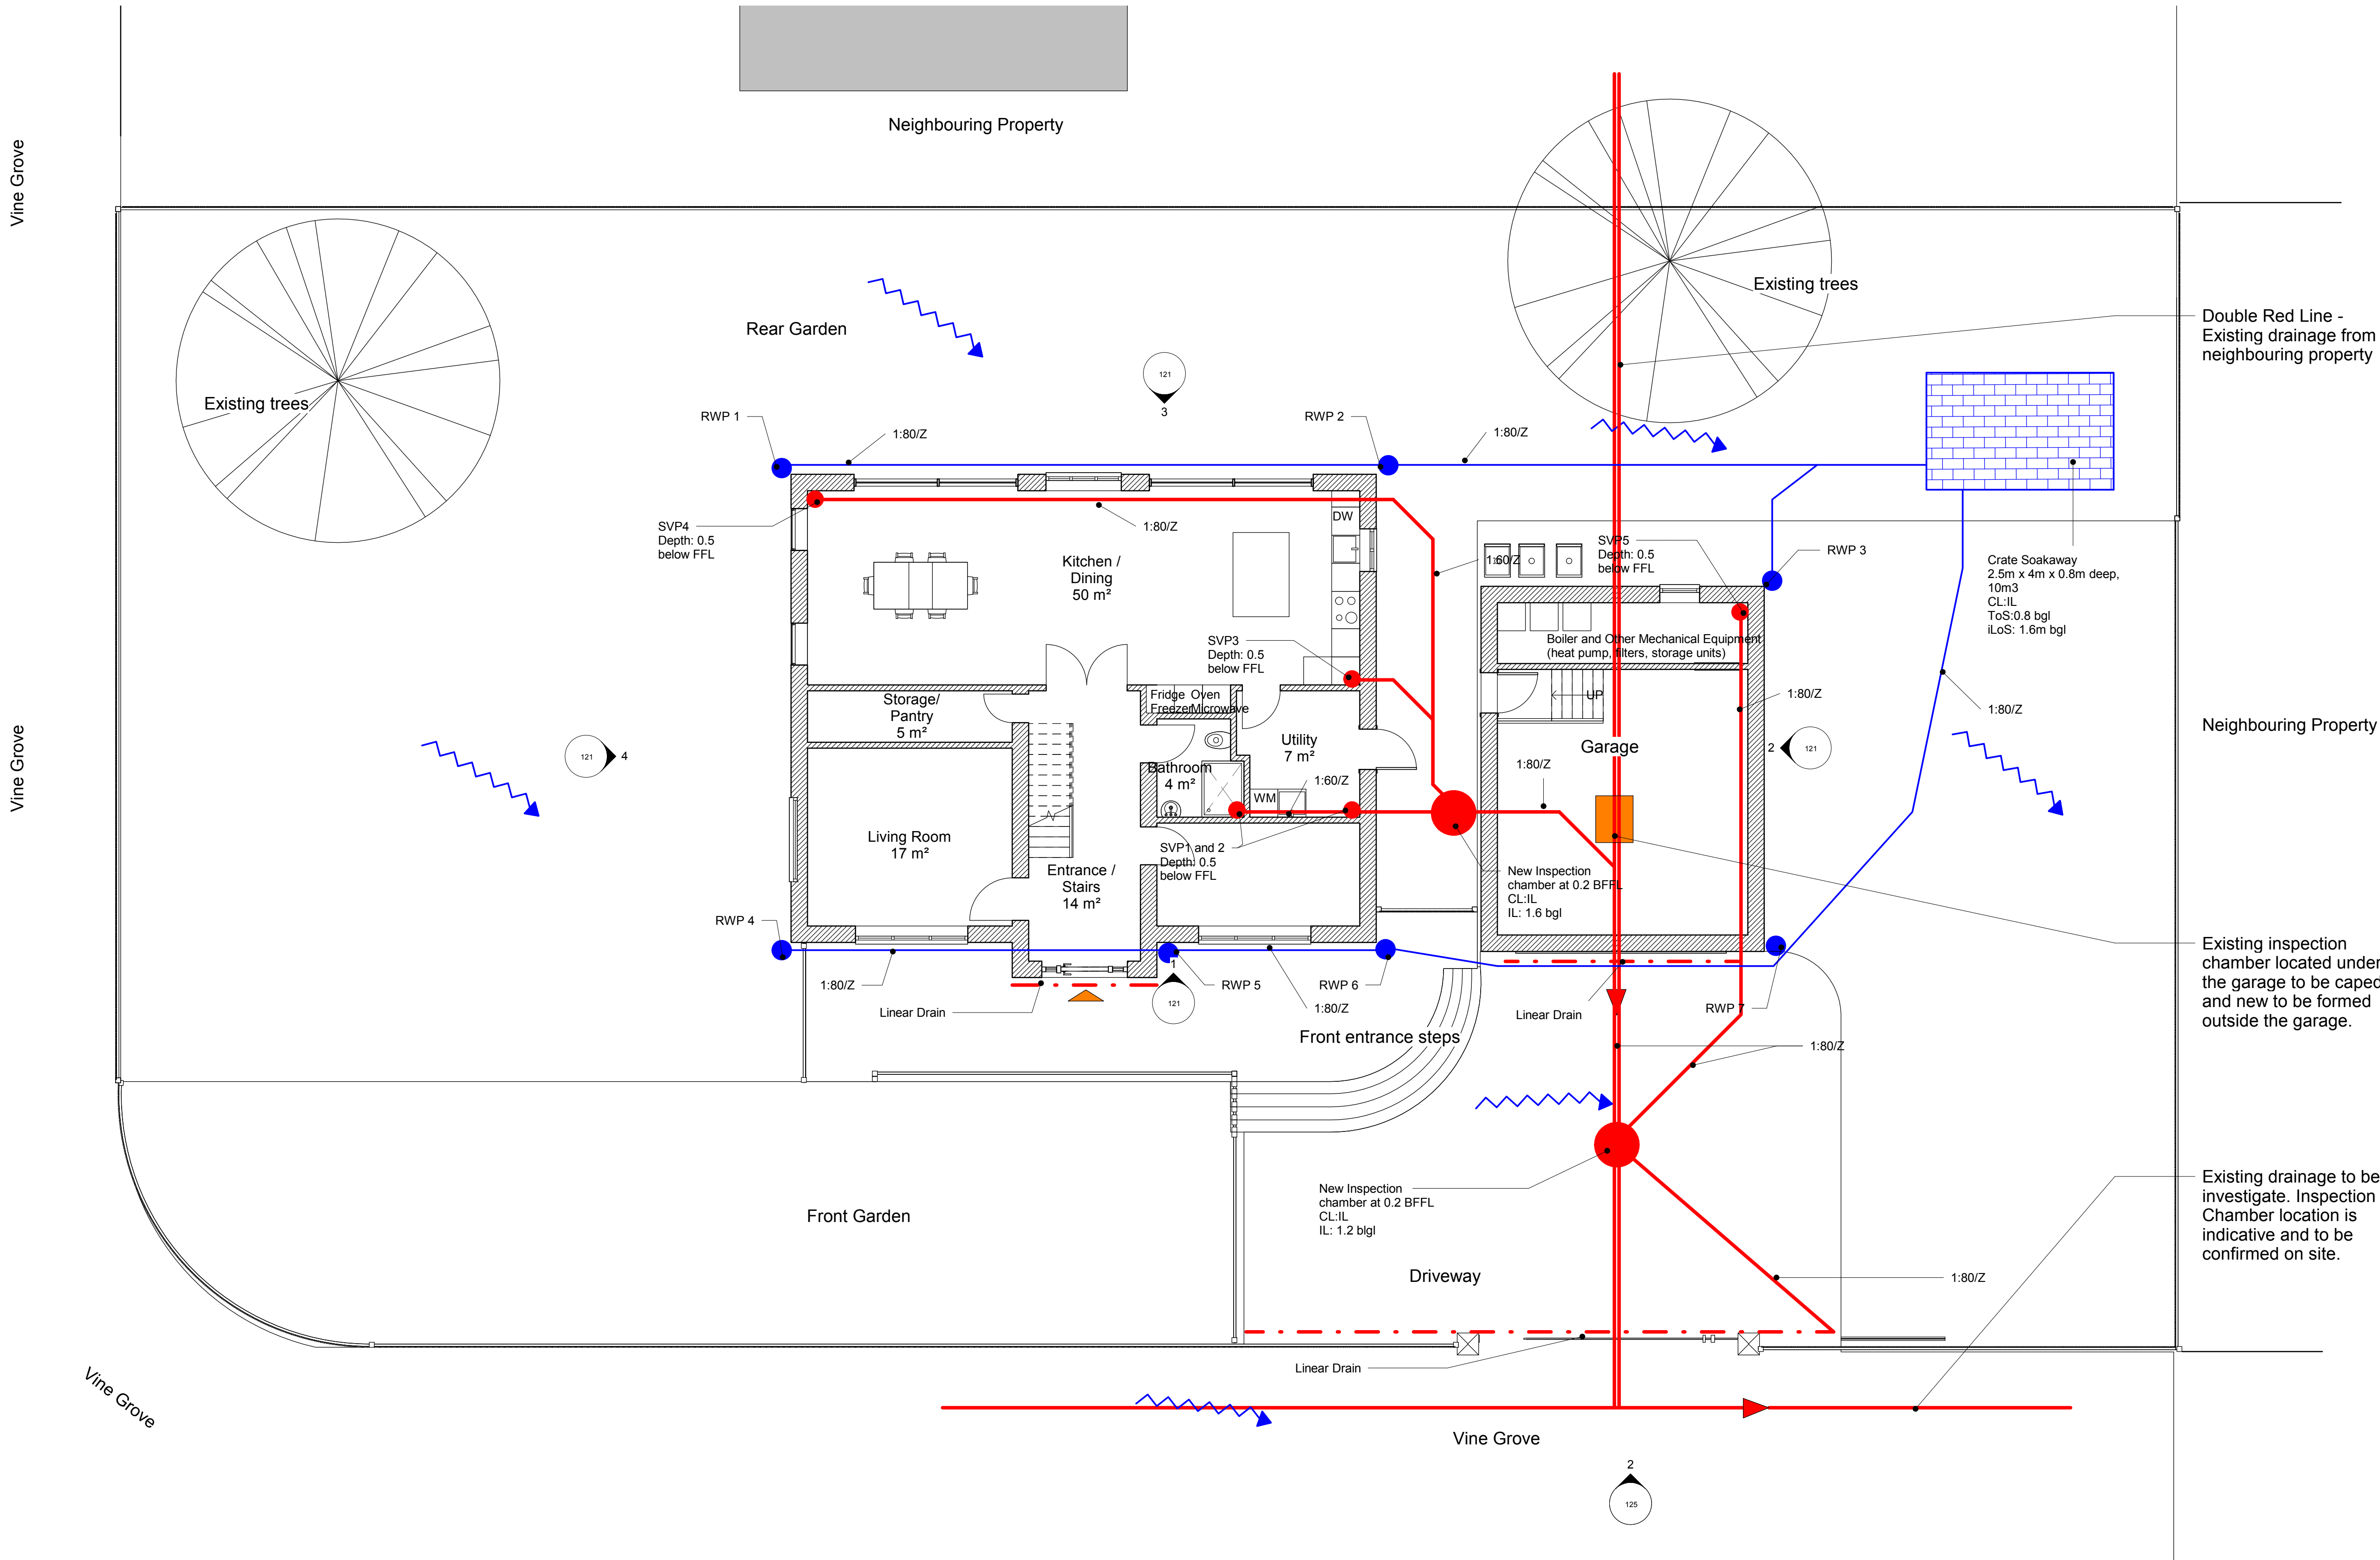 Neighbouring Property
Vine Grove
Existing trees
Double Red Line -
Existing drainage from
neighbouring property
Rear Garden
121
3
Existing trees
RWP 1
1:80/Z
RWP 2
1:80/Z
SVP4
Depth: 0.5
below FFL
1:80/Z
DW
1:60/Z
SVP5
Depth: 0.5
below FFL
RWP 3
Crate Soakaway
2.5m x 4m x 0.8m deep,
10m3
CL:IL
ToS:0.8 bgl
iLoS: 1.6m bgl
Kitchen /
Dining
50 m²
SVP3
Depth: 0.5
below FFL
Boiler and Other Mechanical Equipment
(heat pump, filters, storage units)
Fridge
Freezer
Oven
Microwave
Storage/
Pantry
5 m²
UP
1:80/Z
1:80/Z
Neighbouring Property
Vine Grove
121
4
Utility
7 m²
Garage
2
121
Bathroom
4 m²
1:60/Z
1:80/Z
WM
Living Room
17 m²
SVP1 and 2
Depth: 0.5
below FFL
Entrance /
Stairs
14 m²
New Inspection
chamber at 0.2 BFFL
CL:IL
IL: 1.6 bgl
RWP 4
Existing inspection
chamber located under
the garage to be caped
and new to be formed
outside the garage.
1
121
1:80/Z
RWP 5
RWP 6
1:80/Z
Linear Drain
Linear Drain
RWP 7
Front entrance steps
1:80/Z
New Inspection
chamber at 0.2 BFFL
CL:IL
IL: 1.2 blgl
Front Garden
Existing drainage to be
investigate. Inspection
Chamber location is
indicative and to be
confirmed on site.
Driveway
1:80/Z
Linear Drain
Vine Grove
Vine Grove
2
125